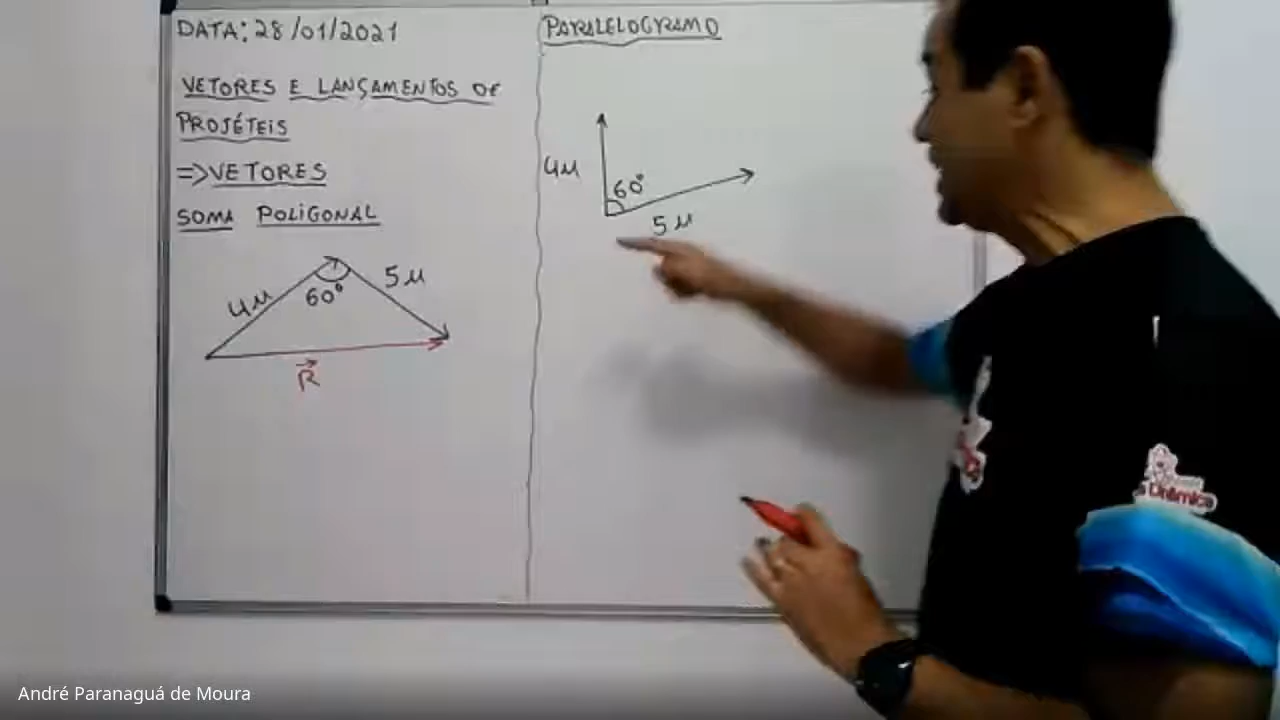 DATA: 28/01/2021
VETORES E LANÇAMENTOS DE
PROJÉTEIS
=> VETORES
SOMA POLIGONAL
4u
60°
5u
R
PARALELOGRAMO
4u
60°
5u
Dinâmica
André Paranaguá de Moura